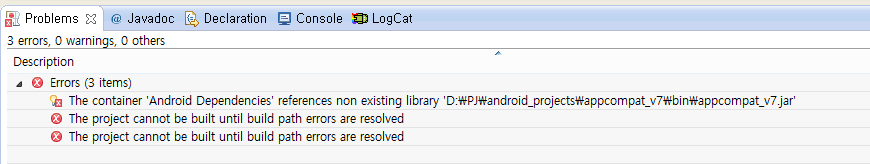 Problems @ Javadoc Declaration Console LogCat
3 errors, 0 warnings, 0 others
Description
Errors (3 items)
The container 'Android Dependencies' references non existing library 'D:₩PJ₩android_projects₩appcompat_v7₩bin₩appcompat_v7.jar'
The project cannot be built until build path errors are resolved
The project cannot be built until build path errors are resolved